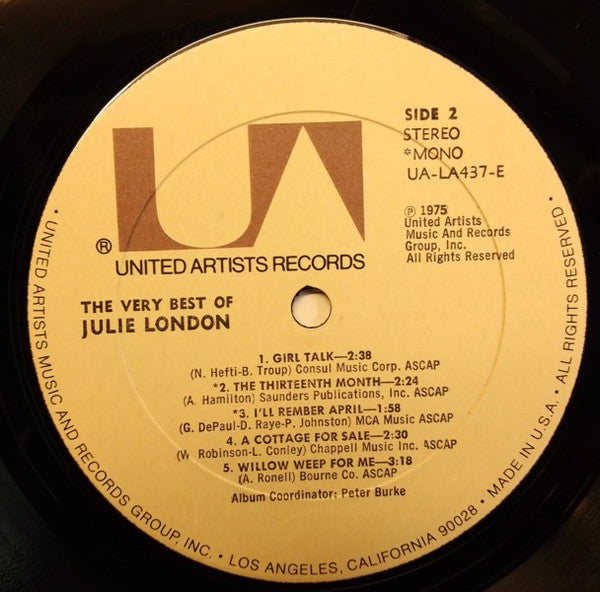 UA
®
UNITED ARTISTS RECORDS
SIDE 2
STEREO
*MONO
UA-LA437-E
℗ 1975
United Artists
Music And Records
Group, Inc.
All Rights Reserved
THE VERY BEST OF
JULIE LONDON
1. GIRL TALK—2:38
(N. Hefti-B. Troup) Consul Music Corp. ASCAP
*2. THE THIRTEENTH MONTH—2:24
(A. Hamilton) Saunders Publications, Inc. ASCAP
*3. I'LL REMBER APRIL—1:58
(G. DePaul-D. Raye-P. Johnston) MCA Music ASCAP
4. A COTTAGE FOR SALE—2:30
(W. Robinson-L. Conley) Chappell Music Inc. ASCAP
5. WILLOW WEEP FOR ME—3:18
(A. Ronell) Bourne Co. ASCAP
Album Coordinator: Peter Burke
• UNITED ARTISTS MUSIC AND RECORDS GROUP, INC. • LOS ANGELES, CALIFORNIA 90028 • MADE IN U.S.A. • ALL RIGHTS RESERVED •